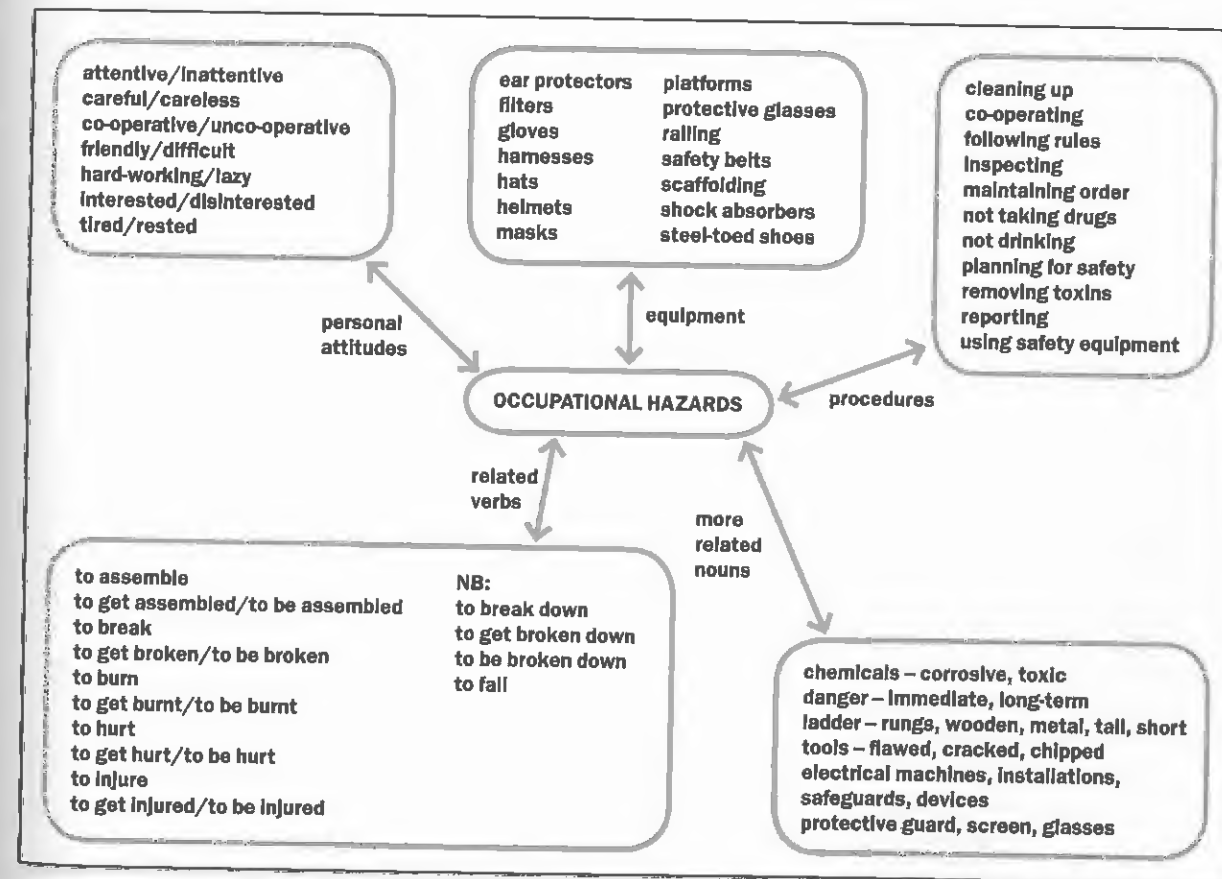 attentive/inattentive
careful/careless
co-operative/unco-operative
friendly/difficult
hard-working/lazy
interested/disinterested
tired/rested
ear protectors
filters
gloves
harnesses
hats
helmets
masks
platforms
protective glasses
railing
safety belts
scaffolding
shock absorbers
steel-toed shoes
cleaning up
co-operating
following rules
inspecting
maintaining order
not taking drugs
not drinking
planning for safety
removing toxins
reporting
using safety equipment
personal
attitudes
equipment
procedures
OCCUPATIONAL HAZARDS
related
verbs
more
related
nouns
to assemble
to get assembled/to be assembled
to break
to get broken/to be broken
to burn
to get burnt/to be burnt
to hurt
to get hurt/to be hurt
to injure
to get injured/to be injured
NB:
to break down
to get broken down
to be broken down
to fall
chemicals – corrosive, toxic
danger – immediate, long-term
ladder – rungs, wooden, metal, tall, short
tools – flawed, cracked, chipped
electrical machines, installations,
safeguards, devices
protective guard, screen, glasses